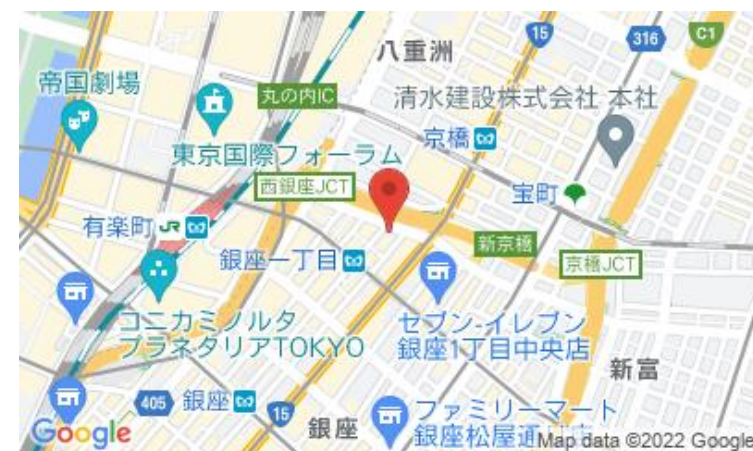 15
316
C1
八重洲
帝国劇場
丸の内IC
清水建設株式会社 本社
京橋
東京国際フォーラム
西銀座JCT
宝町
有楽町 JR
新京橋
銀座一丁目
京橋JCT
コニカミノルタ
プラネタリアTOKYO
セブン-イレブン
銀座1丁目中央店
新富
405
銀座
15
銀座
ファミリーマート
銀座松屋通り
Google
Map data ©2022 Google